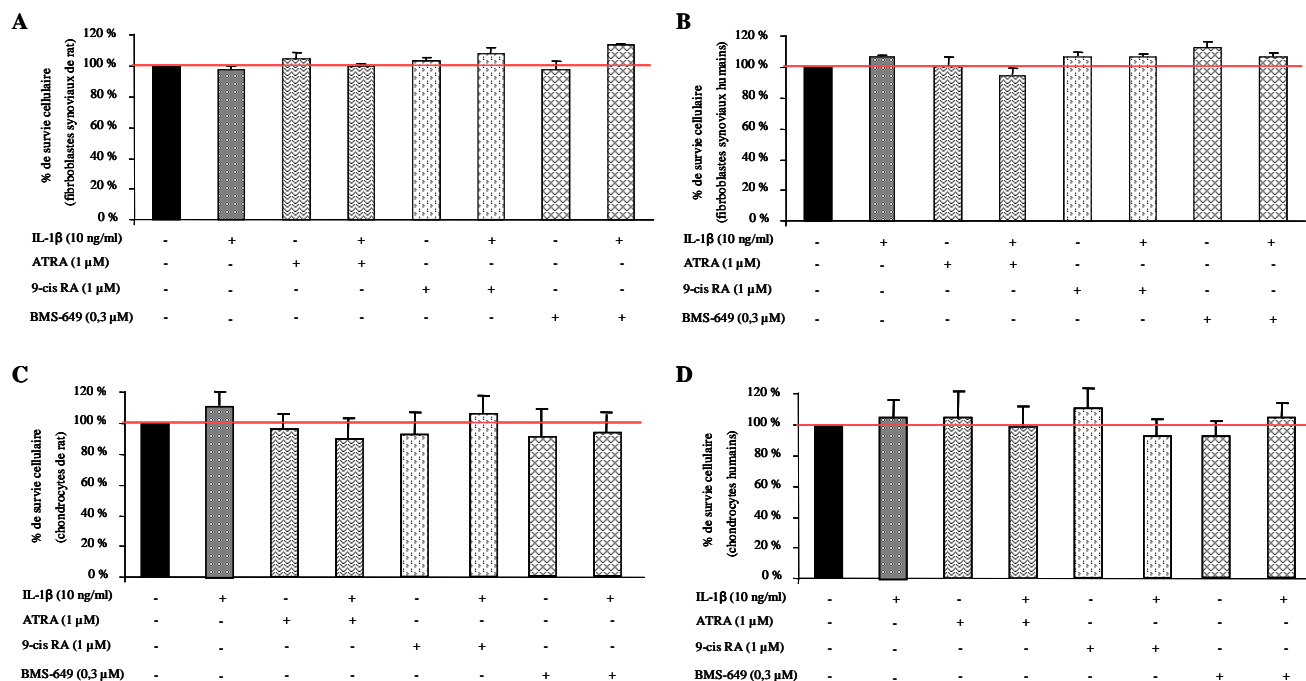 A
% de survie cellulaire
(fibrboblastes synoviaux de rat)
120 %
100 %
80 %
60 %
40 %
20 %
0 %
IL-1β (10 ng/ml) - + - + - + - +
ATRA (1 µM) - - + + - - - -
9-cis RA (1 µM) - - - - + + - -
BMS-649 (0,3 µM) - - - - - - + +
B
% de survie cellulaire
(fibrboblastes synoviaux humains)
120 %
100 %
80 %
60 %
40 %
20 %
0 %
IL-1β (10 ng/ml) - + - + - + - +
ATRA (1 µM) - - + + - - - -
9-cis RA (1 µM) - - - - + + - -
BMS-649 (0,3 µM) - - - - - - + +
C
% de survie cellulaire
(chondrocytes de rat)
120 %
100 %
80 %
60 %
40 %
20 %
0 %
IL-1β (10 ng/ml) - + - + - + - +
ATRA (1 µM) - - + + - - - -
9-cis RA (1 µM) - - - - + + - -
BMS-649 (0,3 µM) - - - - - - + +
D
% de survie cellulaire
(chondrocytes humains)
120 %
100 %
80 %
60 %
40 %
20 %
0 %
IL-1β (10 ng/ml) - + - + - + - +
ATRA (1 µM) - - + + - - - -
9-cis RA (1 µM) - - - - + + - -
BMS-649 (0,3 µM) - - - - - - + +